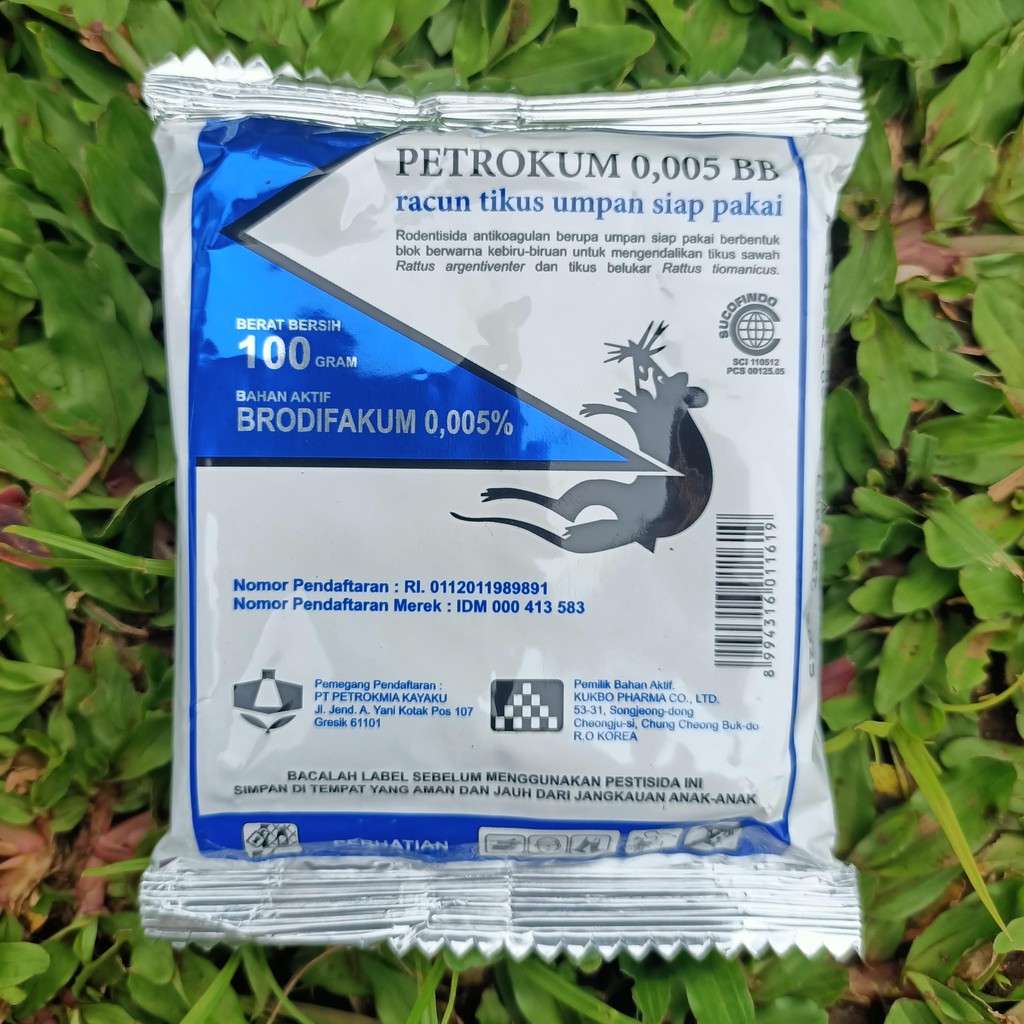 PETROKUM 0,005 BB
racun tikus umpan siap pakai
Rodentisida antikoagulan berupa umpan siap pakai berbentuk
blok berwarna kebiru-biruan untuk mengendalikan tikus sawah
Rattus argentiventer dan tikus belukar Rattus tiomanicus.
SUCOFINDO
SCI 110512
PCS 00125.05
BERAT BERSIH
100 GRAM
BAHAN AKTIF
BRODIFAKUM 0,005%
Nomor Pendaftaran : RI. 0112011989891
Nomor Pendaftaran Merek : IDM 000 413 583
8994316011619
Pemegang Pendaftaran :
PT PETROKMIA KAYAKU
Jl. Jend. A. Yani Kotak Pos 107
Gresik 61101
Pemilik Bahan Aktif.
KUKBO PHARMA CO., LTD.
53-31, Songjeong-dong
Cheongju-si, Chung Cheong Buk-do
R.O KOREA
BACALAH LABEL SEBELUM MENGGUNAKAN PESTISIDA INI
SIMPAN DI TEMPAT YANG AMAN DAN JAUH DARI JANGKAUAN ANAK-ANAK
PERHATIAN